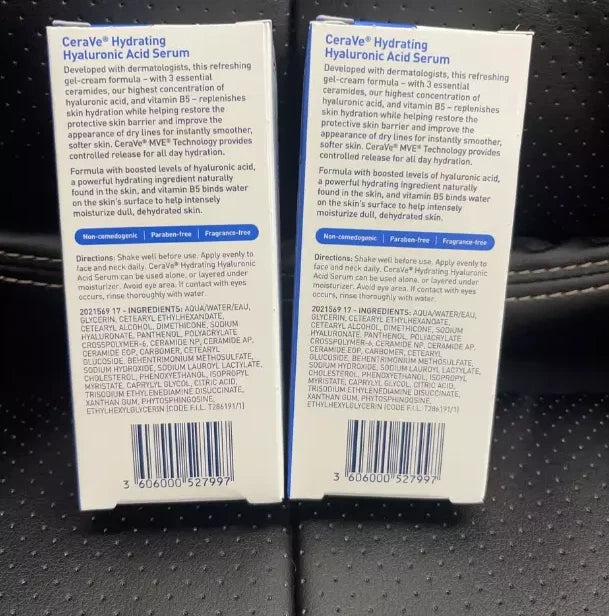 CeraVe® Hydrating
Hyaluronic Acid Serum
Developed with dermatologists, this refreshing
gel-cream formula – with 3 essential
ceramides, our highest concentration of
hyaluronic acid, and vitamin B5 – replenishes
skin hydration while helping restore the
protective skin barrier and improve the
appearance of dry lines for instantly smoother,
softer skin. CeraVe® MVE® Technology provides
controlled release for all day hydration.
Formula with boosted levels of hyaluronic acid,
a powerful hydrating ingredient naturally
found in the skin, and vitamin B5 binds water
on the skin's surface to help intensely
moisturize dull, dehydrated skin.
Non-comedogenic | Paraben-free | Fragrance-free
Directions: Shake well before use. Apply evenly to
face and neck daily. CeraVe® Hydrating Hyaluronic
Acid Serum can be used alone, or layered under
moisturizer. Avoid eye area. If contact with eyes
occurs, rinse thoroughly with water.
2021569 17 - INGREDIENTS: AQUA/WATER/EAU,
GLYCERIN, CETEARYL ETHYLHEXANOATE,
CETEARYL ALCOHOL, DIMETHICONE, SODIUM
HYALURONATE, PANTHENOL, POLYACRYLATE
CROSSPOLYMER-6, CERAMIDE NP, CERAMIDE AP,
CERAMIDE EOP, CARBOMER, CETEARYL
GLUCOSIDE, BEHENTRIMONIUM METHOSULFATE,
SODIUM HYDROXIDE, SODIUM LAUROYL LACTYLATE,
CHOLESTEROL, PHENOXYETHANOL, ISOPROPYL
MYRISTATE, CAPRYLYL GLYCOL, CITRIC ACID,
TRISODIUM ETHYLENEDIAMINE DISUCCINATE,
XANTHAN GUM, PHYTOSPHINGOSINE,
ETHYLHEXYLGLYCERIN [CODE F.I.L. T286191/1]
3 606000 527997
CeraVe® Hydrating
Hyaluronic Acid Serum
Developed with dermatologists, this refreshing
gel-cream formula – with 3 essential
ceramides, our highest concentration of
hyaluronic acid, and vitamin B5 – replenishes
skin hydration while helping restore the
protective skin barrier and improve the
appearance of dry lines for instantly smoother,
softer skin. CeraVe® MVE® Technology provides
controlled release for all day hydration.
Formula with boosted levels of hyaluronic acid,
a powerful hydrating ingredient naturally
found in the skin, and vitamin B5 binds water
on the skin's surface to help intensely
moisturize dull, dehydrated skin.
Non-comedogenic | Paraben-free | Fragrance-free
Directions: Shake well before use. Apply evenly to
face and neck daily. CeraVe® Hydrating Hyaluronic
Acid Serum can be used alone, or layered under
moisturizer. Avoid eye area. If contact with eyes
occurs, rinse thoroughly with water.
2021569 17 - INGREDIENTS: AQUA/WATER/EAU,
GLYCERIN, CETEARYL ETHYLHEXANOATE,
CETEARYL ALCOHOL, DIMETHICONE, SODIUM
HYALURONATE, PANTHENOL, POLYACRYLATE
CROSSPOLYMER-6, CERAMIDE NP, CERAMIDE AP,
CERAMIDE EOP, CARBOMER, CETEARYL
GLUCOSIDE, BEHENTRIMONIUM METHOSULFATE,
SODIUM HYDROXIDE, SODIUM LAUROYL LACTYLATE,
CHOLESTEROL, PHENOXYETHANOL, ISOPROPYL
MYRISTATE, CAPRYLYL GLYCOL, CITRIC ACID,
TRISODIUM ETHYLENEDIAMINE DISUCCINATE,
XANTHAN GUM, PHYTOSPHINGOSINE,
ETHYLHEXYLGLYCERIN [CODE F.I.L. T286191/1]
3 606000 527997